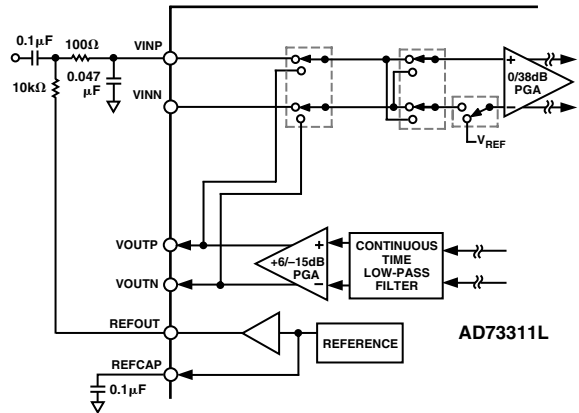 0.1μF
100Ω
VINP
10kΩ
0.047
μF
VINN
+
0/38dB
PGA
−
VREF
VOUTP
+
+6/−15dB
PGA
−
CONTINUOUS
TIME
LOW-PASS
FILTER
VOUTN
REFOUT
REFERENCE
AD73311L
REFCAP
0.1μF